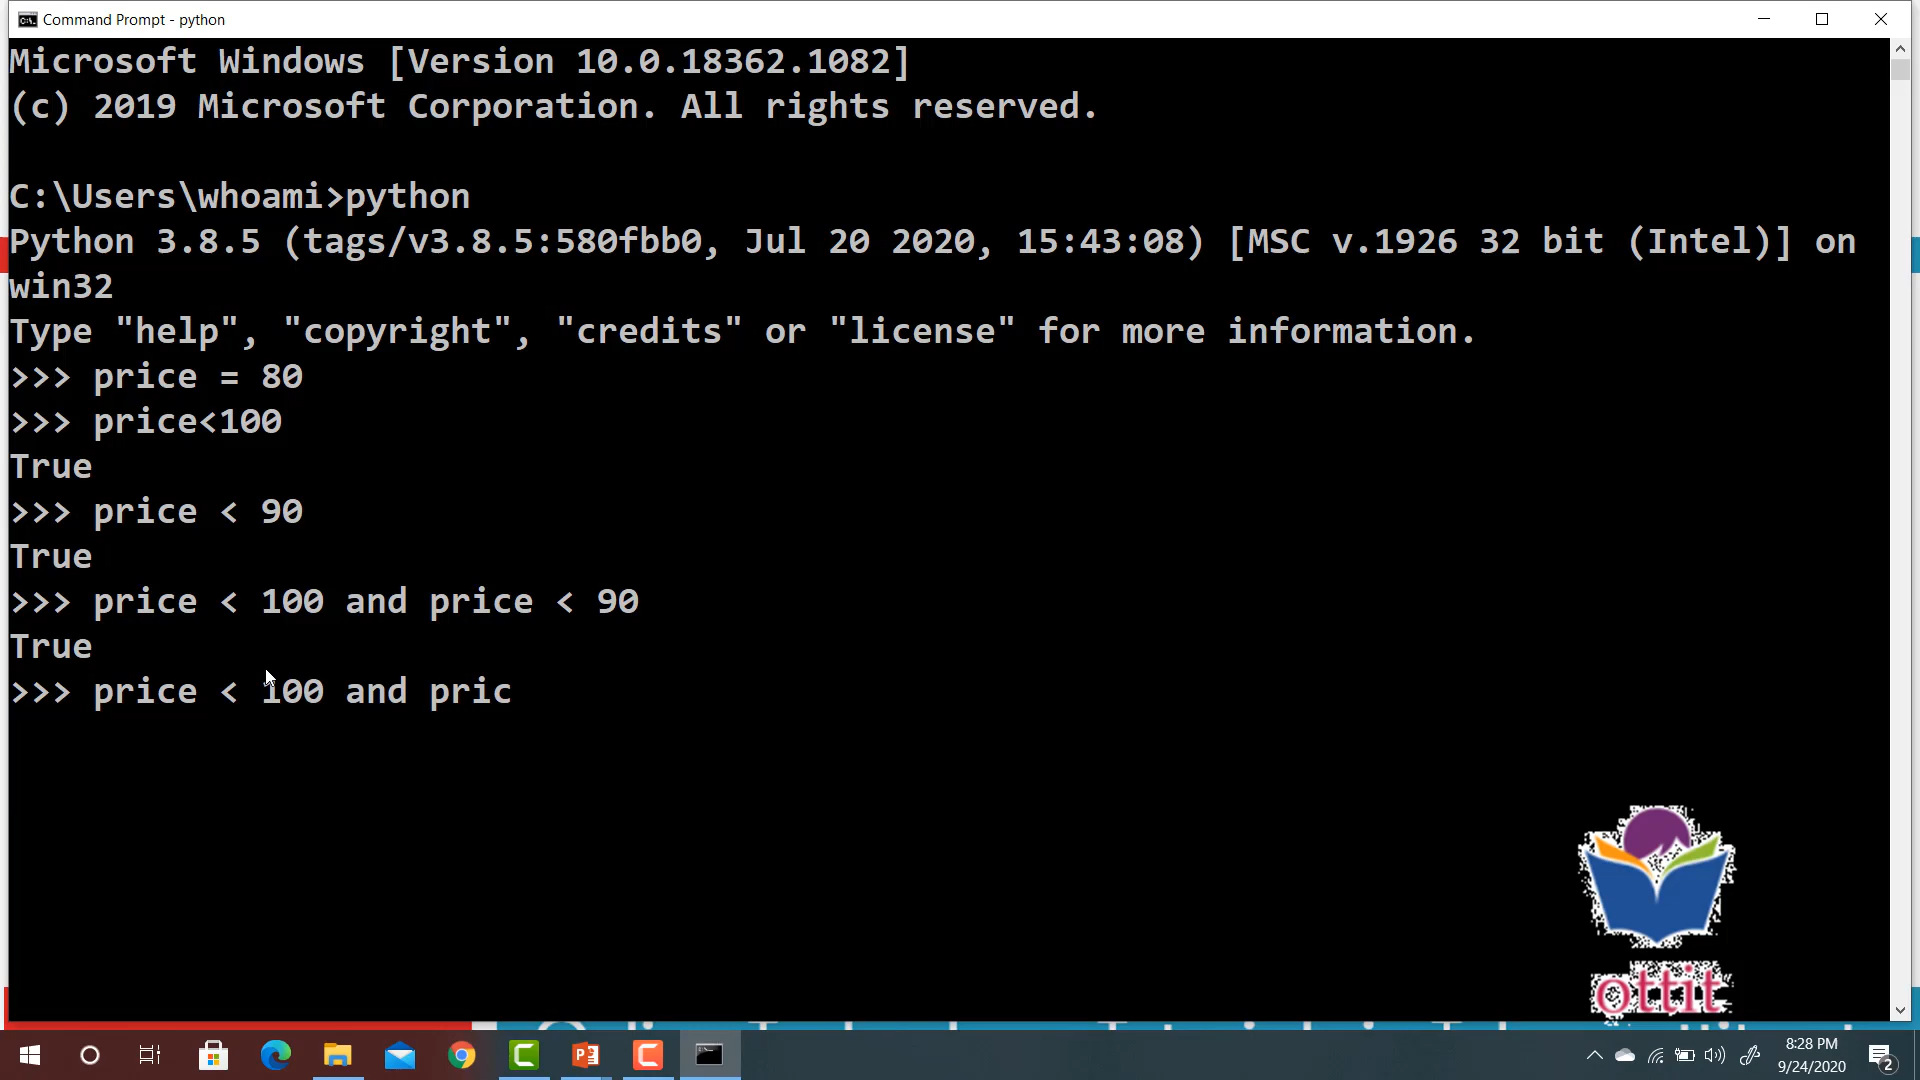 Command Prompt - python
Microsoft Windows [Version 10.0.18362.1082]
(c) 2019 Microsoft Corporation. All rights reserved.
C:\Users\whoami>python
Python 3.8.5 (tags/v3.8.5:580fbb0, Jul 20 2020, 15:43:08) [MSC v.1926 32 bit (Intel)] on
win32
Type "help", "copyright", "credits" or "license" for more information.
>>> price = 80
>>> price<100
True
>>> price < 90
True
>>> price < 100 and price < 90
True
>>> price < 100 and pric
ottit
8:28 PM
9/24/2020
2